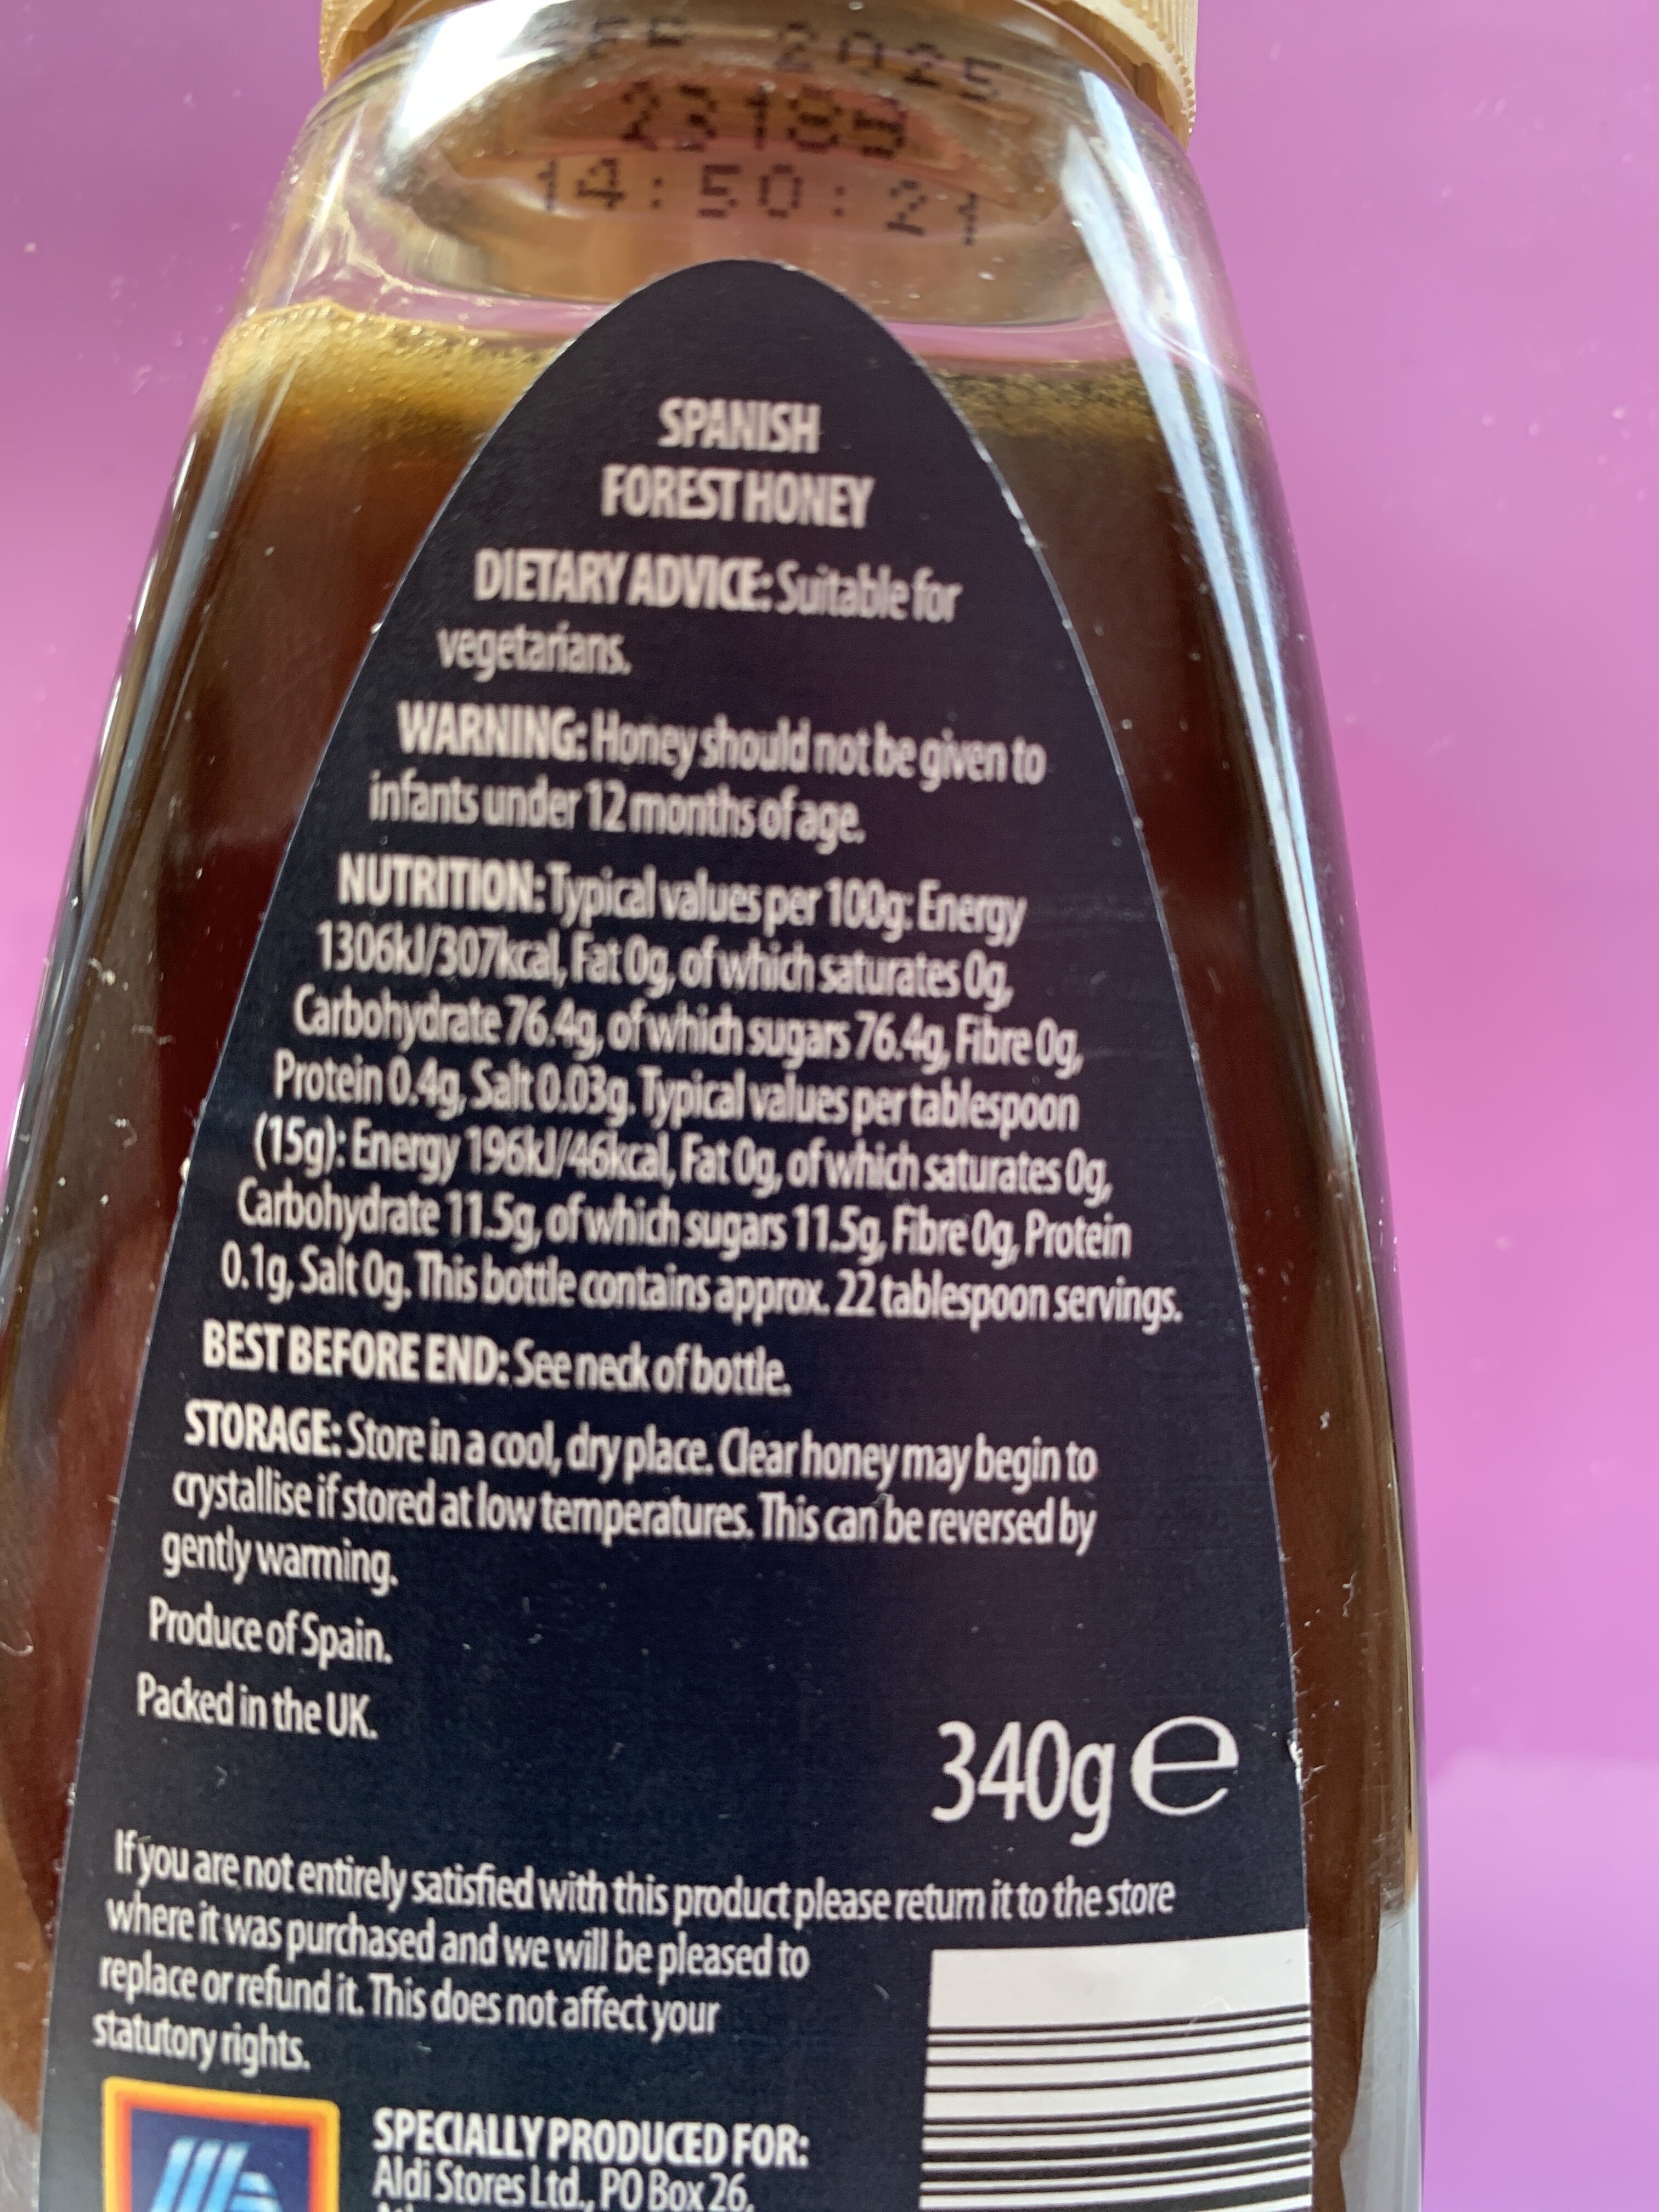 2025
14:50:21
SPANISH
FOREST HONEY
DIETARY ADVICE: Suitable for
vegetarians.
WARNING: Honey should not be given to
infants under 12 months of age.
NUTRITION: Typical values per 100g: Energy
1306kJ/307kcal, Fat 0g, of which saturates 0g,
Carbohydrate 76.4g, of which sugars 76.4g, Fibre 0g,
Protein 0.4g, Salt 0.03g. Typical values per tablespoon
(15g): Energy 196kJ/46kcal, Fat 0g, of which saturates 0g,
Carbohydrate 11.5g, of which sugars 11.5g, Fibre 0g, Protein
0.1g, Salt 0g. This bottle contains approx. 22 tablespoon servings.
BEST BEFORE END: See neck of bottle.
STORAGE: Store in a cool, dry place. Clear honey may begin to
crystallise if stored at low temperatures. This can be reversed by
gently warming.
Produce of Spain.
Packed in the UK.
340g e
If you are not entirely satisfied with this product please return it to the store
where it was purchased and we will be pleased to
replace or refund it. This does not affect your
statutory rights.
SPECIALLY PRODUCED FOR:
Aldi Stores Ltd., PO Box 26,